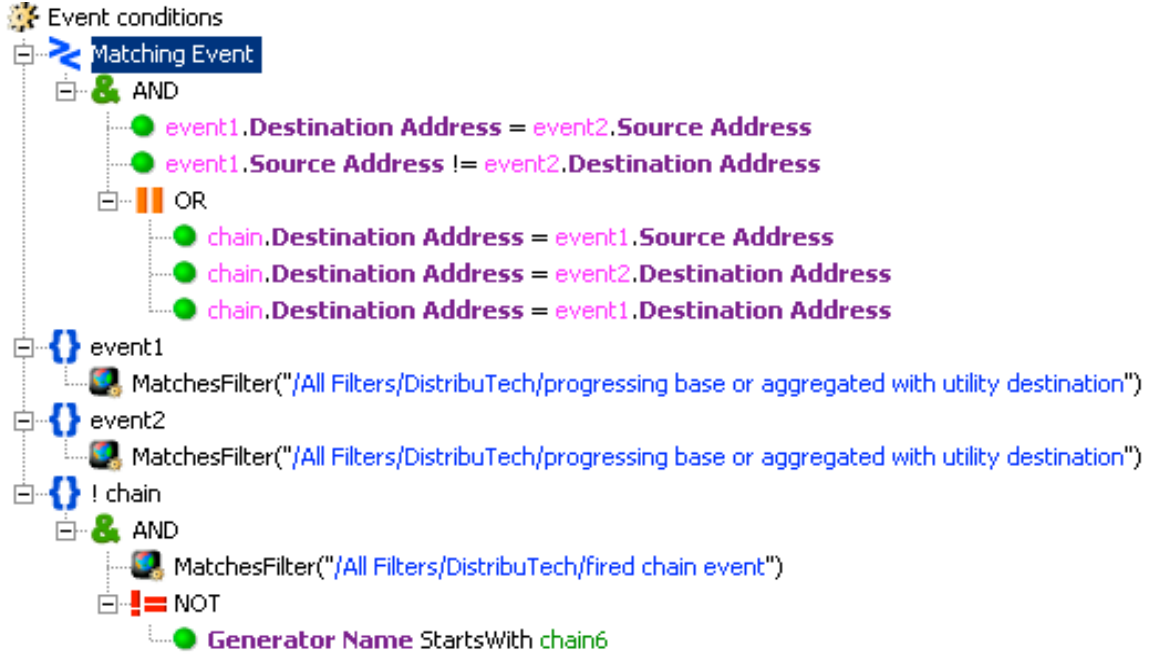 Event conditions
Matching Event
& AND
event1.Destination Address = event2.Source Address
event1.Source Address != event2.Destination Address
OR
chain.Destination Address = event1.Source Address
chain.Destination Address = event2.Destination Address
chain.Destination Address = event1.Destination Address
{} event1
MatchesFilter("/All Filters/DistribuTech/progressing base or aggregated with utility destination")
{} event2
MatchesFilter("/All Filters/DistribuTech/progressing base or aggregated with utility destination")
{} ! chain
& AND
MatchesFilter("/All Filters/DistribuTech/fired chain event")
!= NOT
Generator Name StartsWith chain6